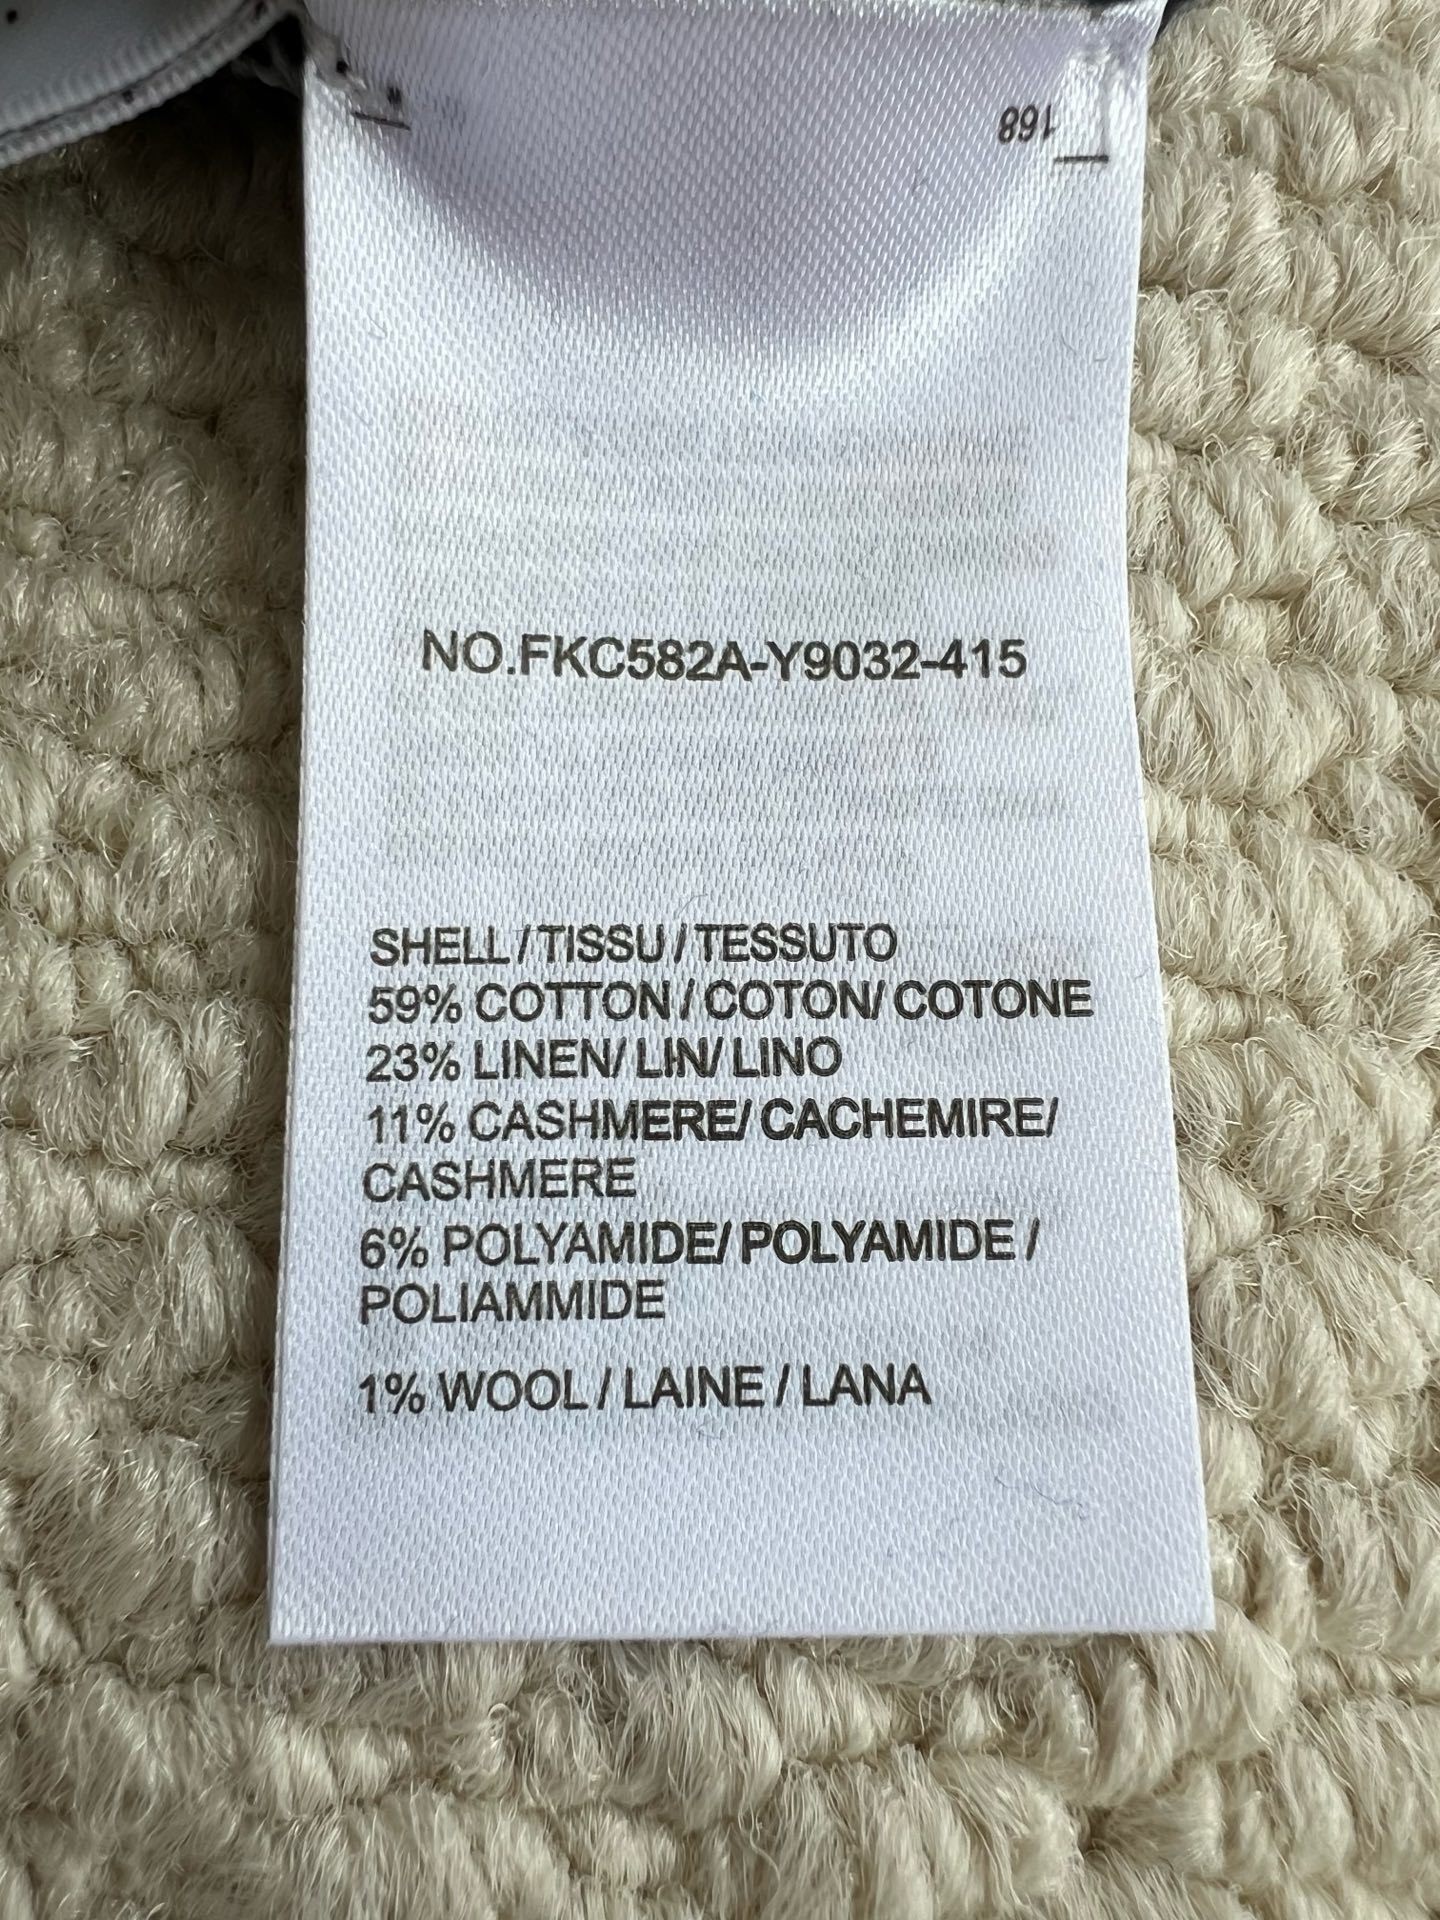 168
NO.FKC582A-Y9032-415
SHELL/TISSU/TESSUTO
59% COTTON/COTON/COTONE
23% LINEN/LIN/LINO
11% CASHMERE/CACHEMIRE/
CASHMERE
6% POLYAMIDE/POLYAMIDE/
POLIAMMIDE
1% WOOL/LAINE/LANA